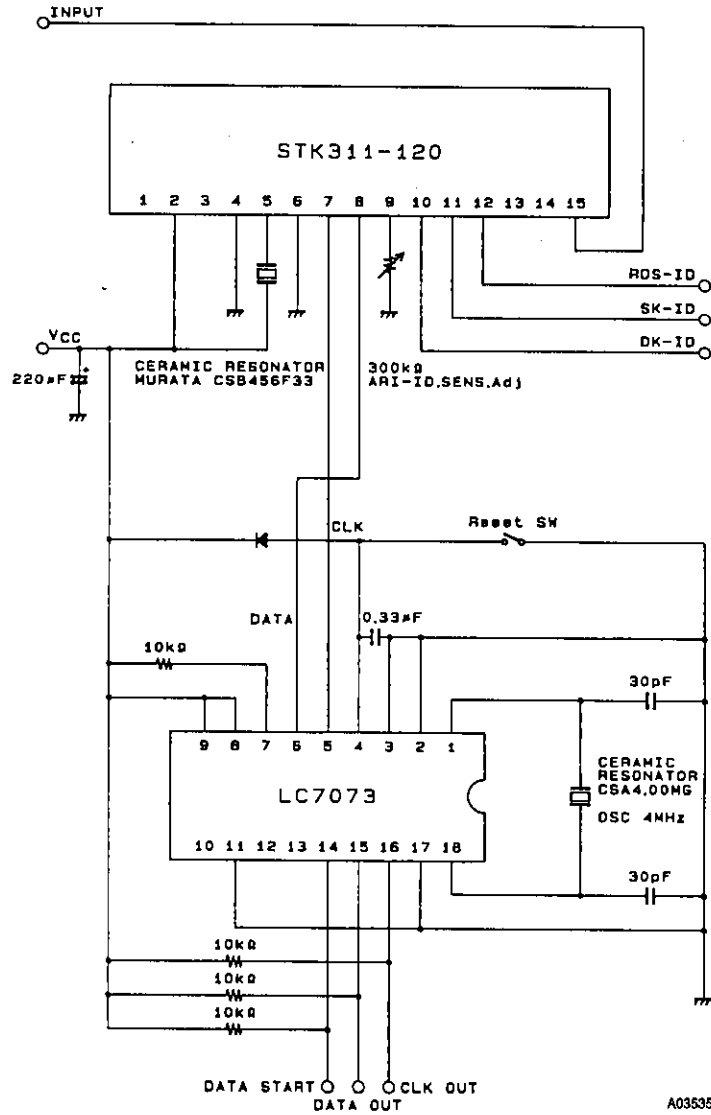 INPUT
STK311-120
1 2 3 4 5 6 7 8 9 10 11 12 13 14 15
RDS-ID
SK-ID
DK-ID
VCC
220µF
+
CERAMIC RESONATOR
MURATA CSB456F33
300kΩ
ARI-ID,SENS,Adj
CLK
Reset SW
DATA
0.33µF
10kΩ
30pF
9 8 7 6 5 4 3 2 1
LC7073
CERAMIC
RESONATOR
CSA4.00MG
OSC 4MHz
10 11 12 13 14 15 16 17 18
30pF
10kΩ
10kΩ
10kΩ
DATA START
CLK OUT
DATA OUT
A03535